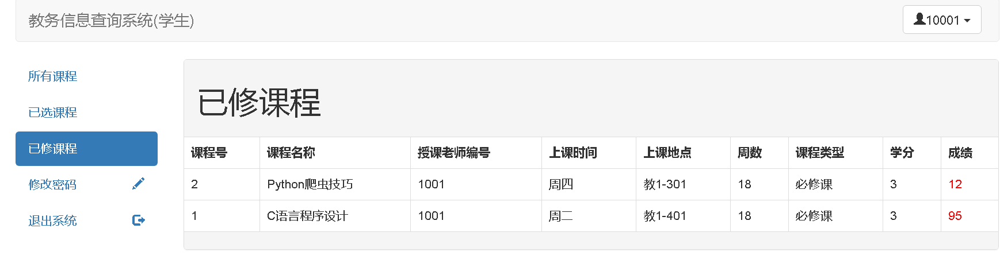 教务信息查询系统(学生)
10001
所有课程
已选课程
已修课程
修改密码
退出系统
已修课程
课程号 课程名称 授课老师编号 上课时间 上课地点 周数 课程类型 学分 成绩
2 Python爬虫技巧 1001 周四 教1-301 18 必修课 3 12
1 C语言程序设计 1001 周二 教1-401 18 必修课 3 95